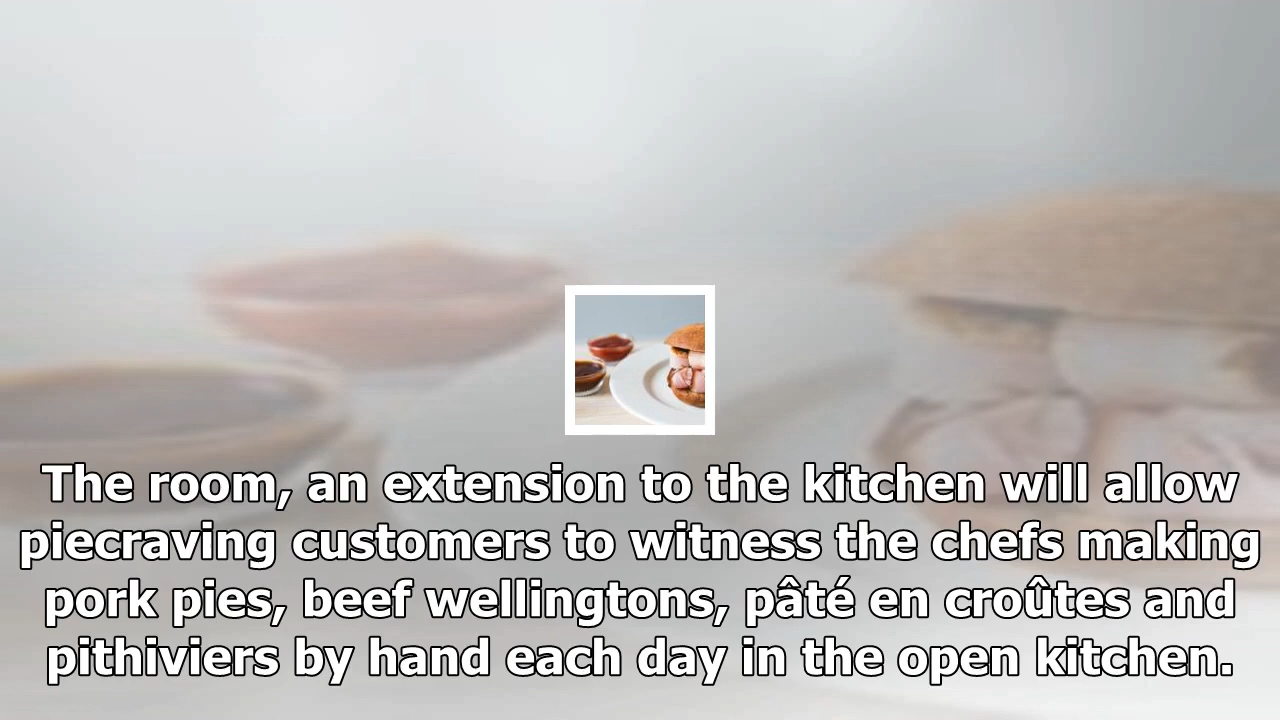 The room, an extension to the kitchen will allow
piecraving customers to witness the chefs making
pork pies, beef wellingtons, pâté en croûtes and
pithiviers by hand each day in the open kitchen.